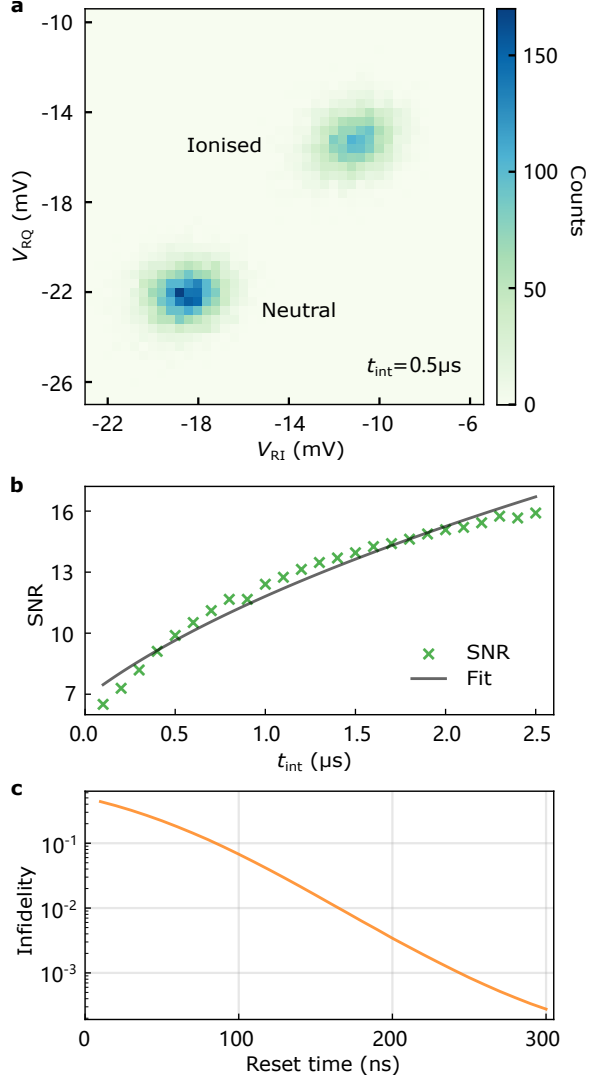 a
-10
-14
-18
-22
-26
V_RQ (mV)
Ionised
Neutral
t_int=0.5μs
-22
-18
-14
-10
-6
V_RI (mV)
150
100
50
0
Counts
b
16
13
10
7
SNR
SNR
Fit
0.0
0.5
1.0
1.5
2.0
2.5
t_int (μs)
c
10⁻¹
10⁻²
10⁻³
Infidelity
0
100
200
300
Reset time (ns)